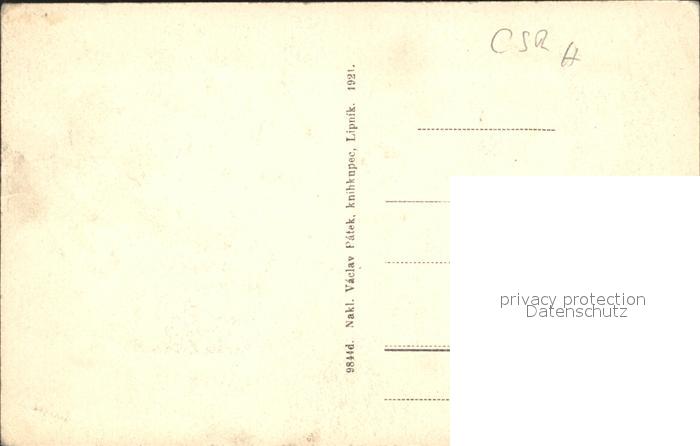 CSR
H
9844d. Nakl. Václav Pátek, knihkupec, Lipník. 1921.
privacy protection
Datenschutz